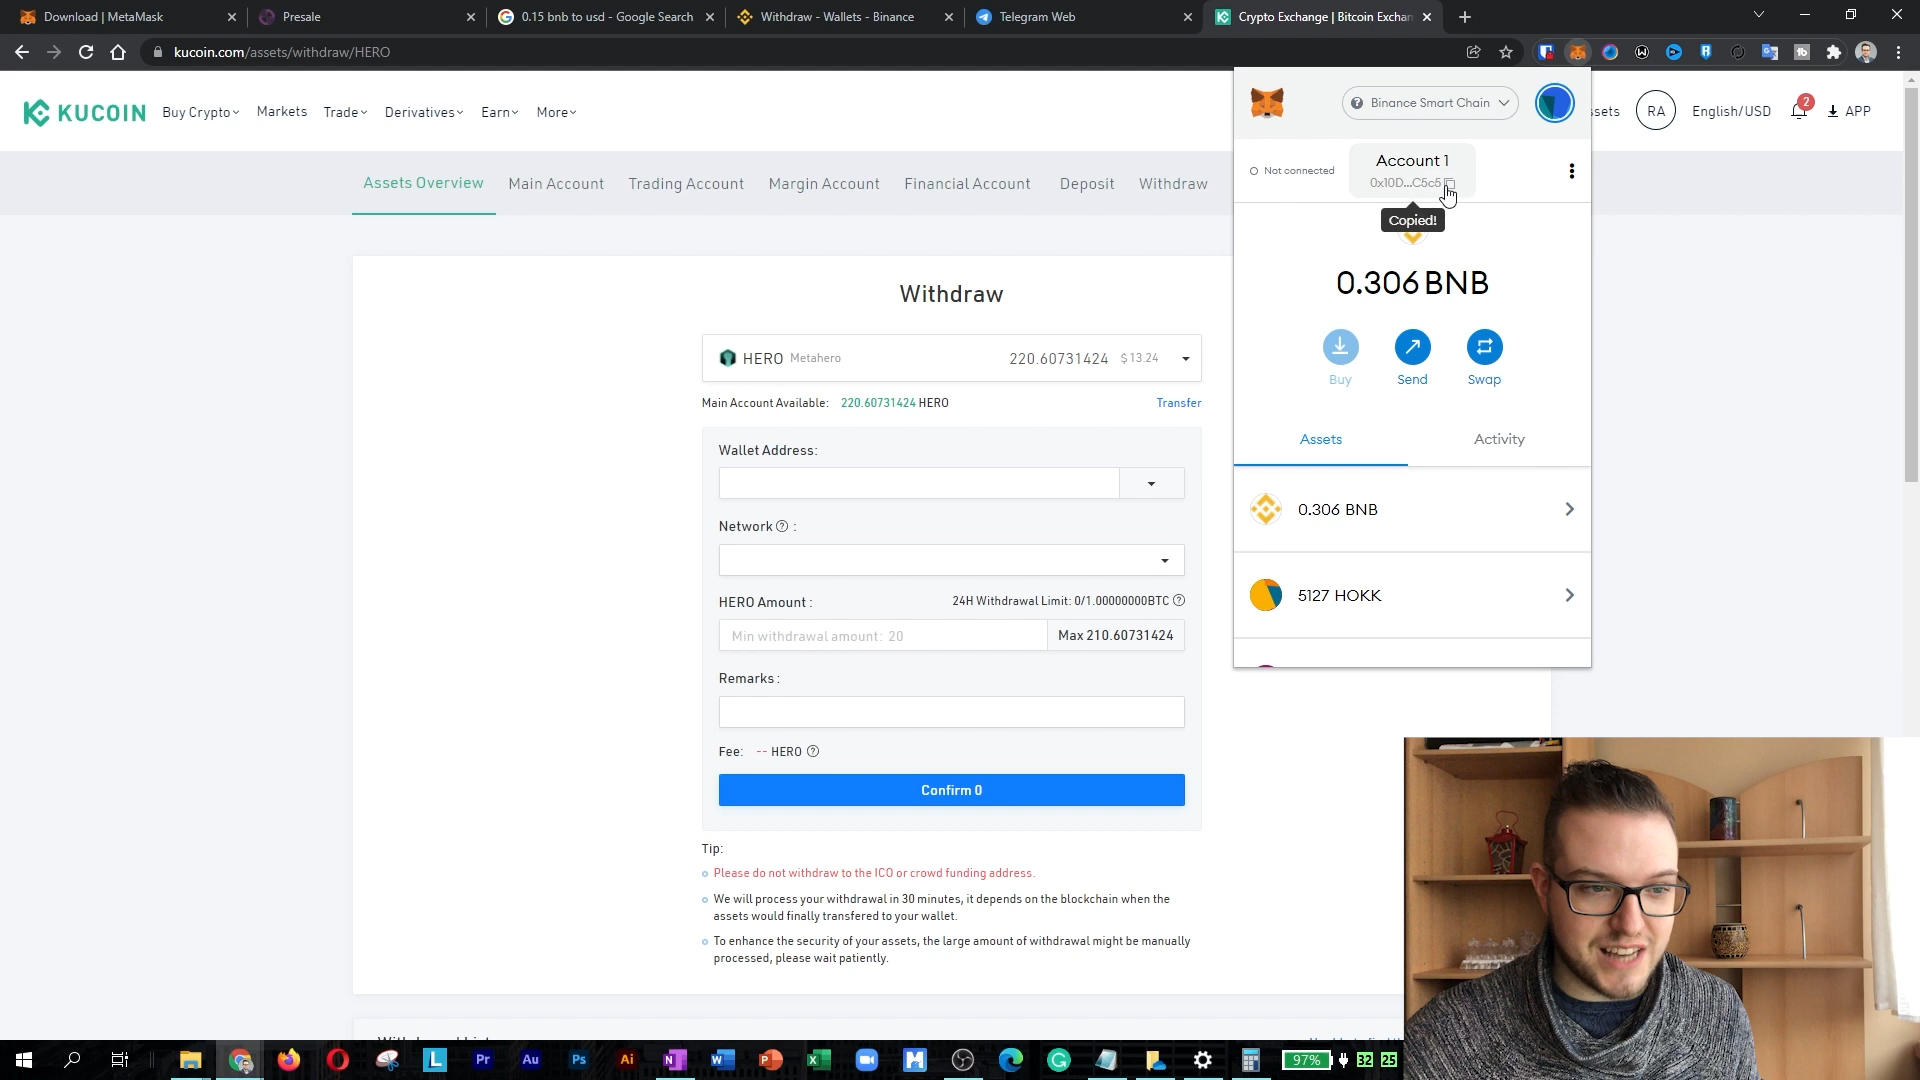 Download | MetaMask
Presale
0.15 bnb to usd - Google Search
Withdraw - Wallets - Binance
Telegram Web
Crypto Exchange | Bitcoin Exchan
kucoin.com/assets/withdraw/HERO
KUCOIN
Buy Crypto
Markets
Trade
Derivatives
Earn
More
ssets
RA
English/USD
2
APP
Assets Overview
Main Account
Trading Account
Margin Account
Financial Account
Deposit
Withdraw
Binance Smart Chain
Not connected
Account 1
0x10D...C5c5
Copied!
0.306 BNB
Buy
Send
Swap
Assets
Activity
0.306 BNB
5127 HOKK
Withdraw
HERO Metahero 220.60731424 $13.24
Main Account Available: 220.60731424 HERO
Transfer
Wallet Address:
Network ? :
HERO Amount :
24H Withdrawal Limit: 0/1.00000000BTC ?
Min withdrawal amount: 20
Max 210.60731424
Remarks :
Fee: -- HERO ?
Confirm 0
Tip:
Please do not withdraw to the ICO or crowd funding address.
We will process your withdrawal in 30 minutes, it depends on the blockchain when the
assets would finally transfered to your wallet.
To enhance the security of your assets, the large amount of withdrawal might be manually
processed, please wait patiently.
L
Pr
Au
Ps
Ai
N
W
P
X
M
G
97%
32
25